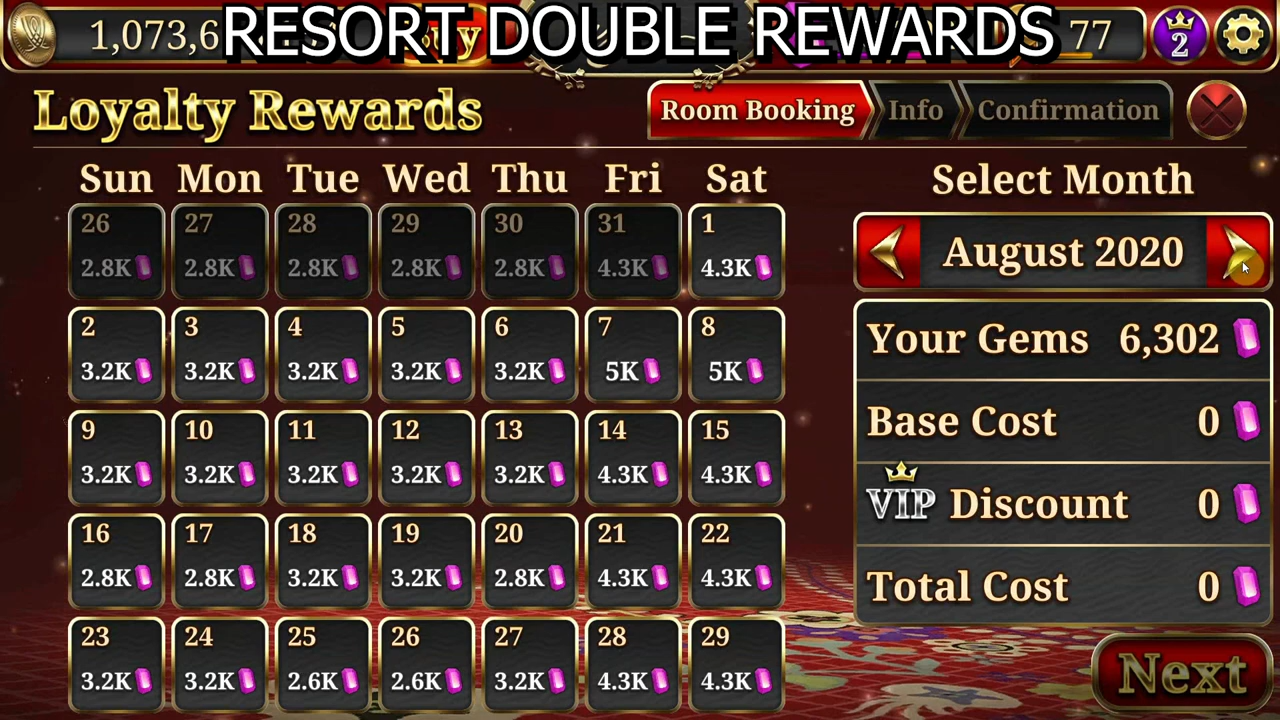 RESORT DOUBLE REWARDS
1,073,6
77
2
Loyalty Rewards
Room Booking
Info
Confirmation
Sun Mon Tue Wed Thu Fri Sat
Select Month
26 27 28 29 30 31 1
2.8K 2.8K 2.8K 2.8K 2.8K 4.3K 4.3K
August 2020
2 3 4 5 6 7 8
3.2K 3.2K 3.2K 3.2K 3.2K 5K 5K
Your Gems 6,302
9 10 11 12 13 14 15
3.2K 3.2K 3.2K 3.2K 3.2K 4.3K 4.3K
Base Cost 0
VIP Discount 0
16 17 18 19 20 21 22
2.8K 2.8K 3.2K 3.2K 2.8K 4.3K 4.3K
Total Cost 0
23 24 25 26 27 28 29
3.2K 3.2K 2.6K 2.6K 3.2K 4.3K 4.3K
Next